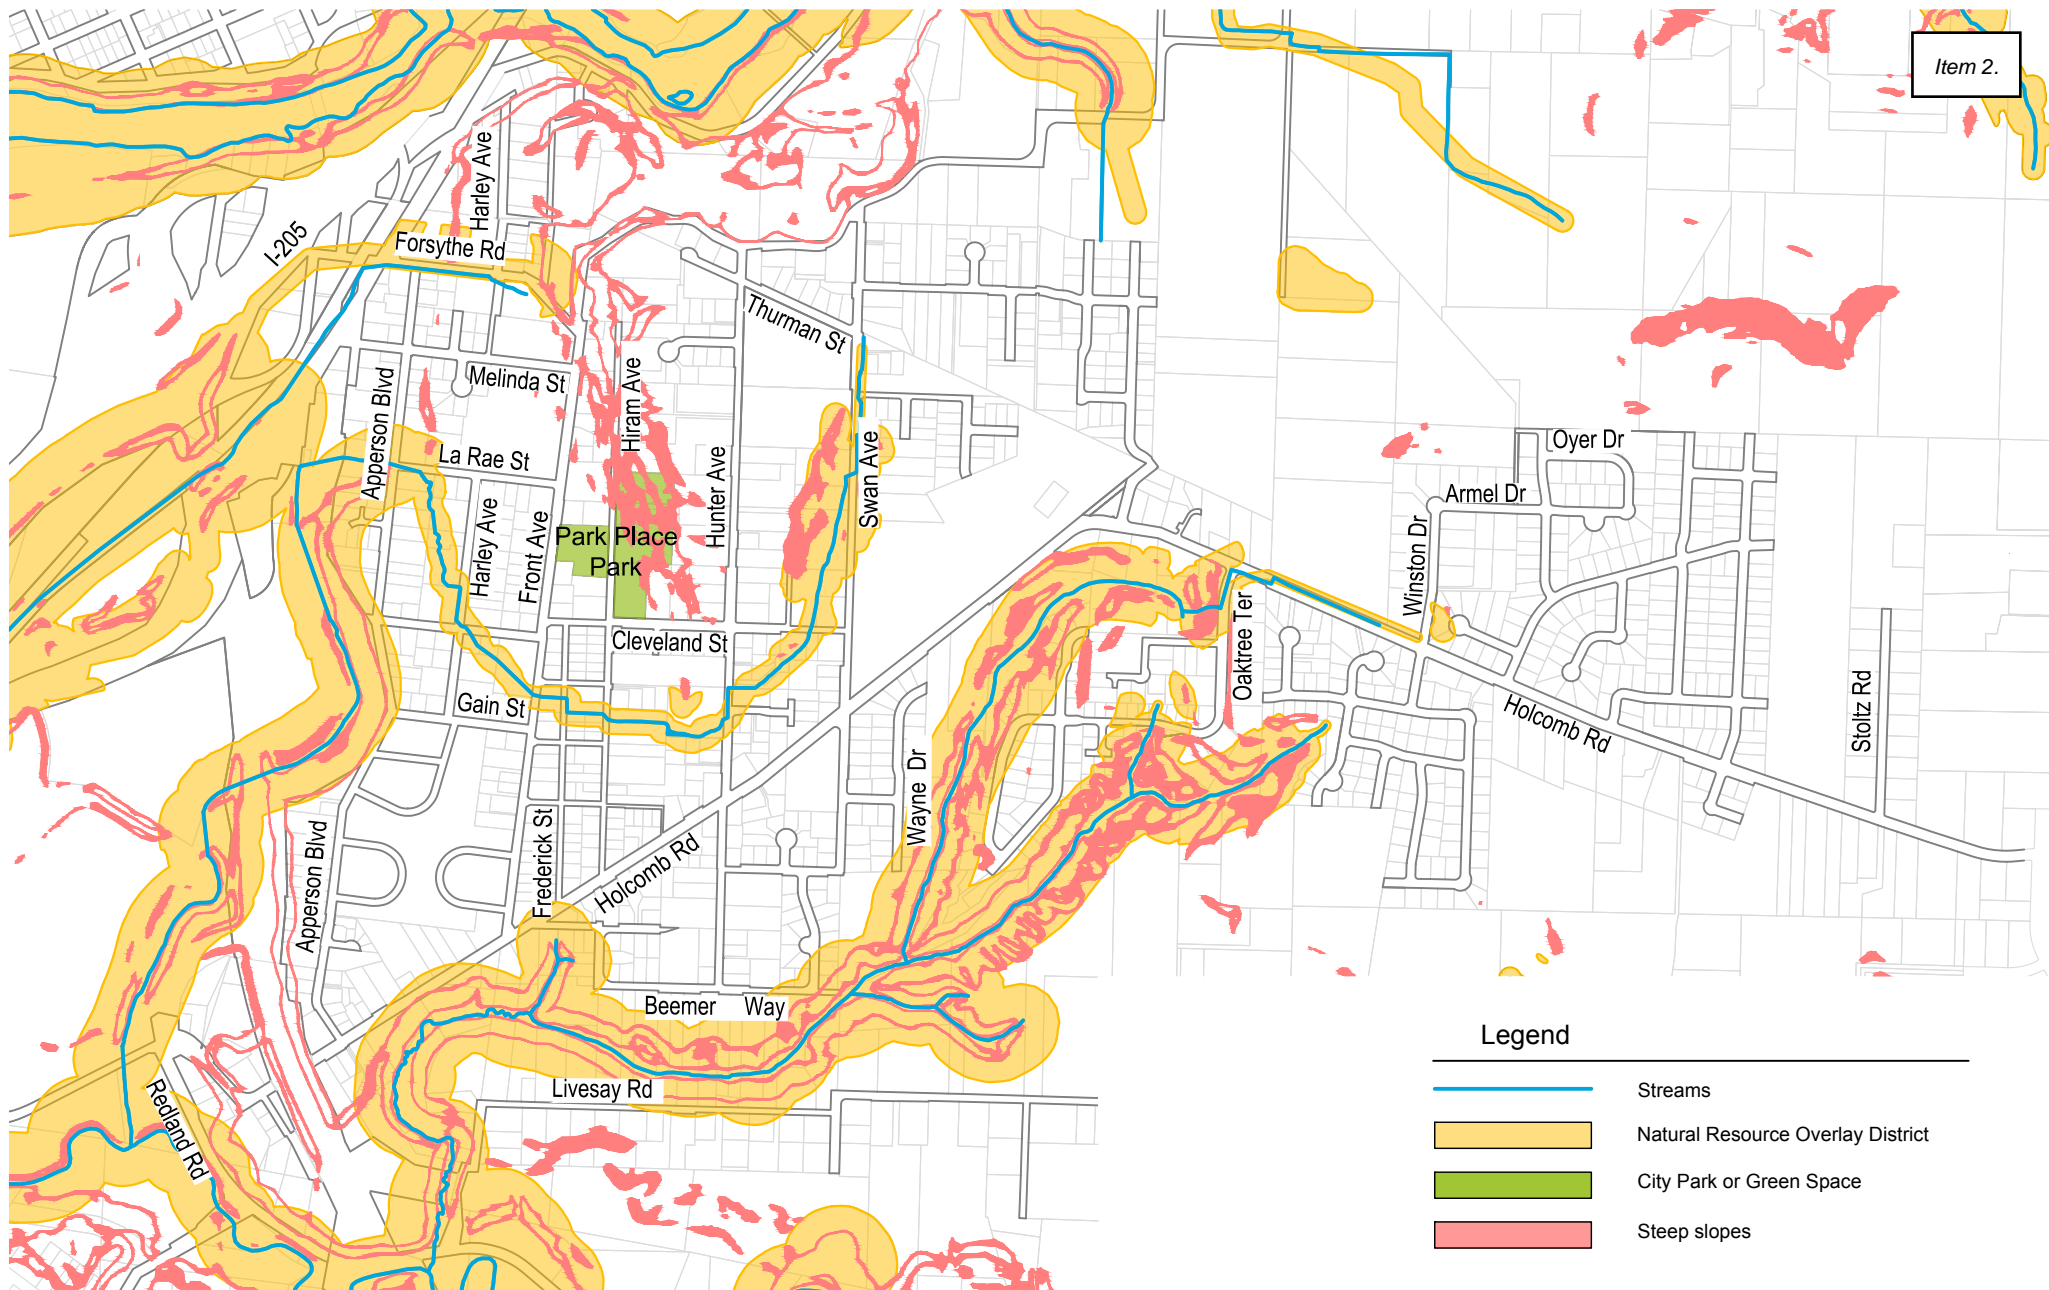 Item 2.
Harley Ave
I-205
Forsythe Rd
Thurman St
Melinda St
Apperson Blvd
Hiram Ave
La Rae St
Hunter Ave
Swan Ave
Oyer Dr
Armel Dr
Winston Dr
Harley Ave
Front Ave
Park Place
Park
Cleveland St
Oaktree Ter
Gain St
Holcomb Rd
Stoltz Rd
Wayne Dr
Frederick St
Holcomb Rd
Apperson Blvd
Beemer Way
Livesay Rd
Redland Rd
Legend
Streams
Natural Resource Overlay District
City Park or Green Space
Steep slopes